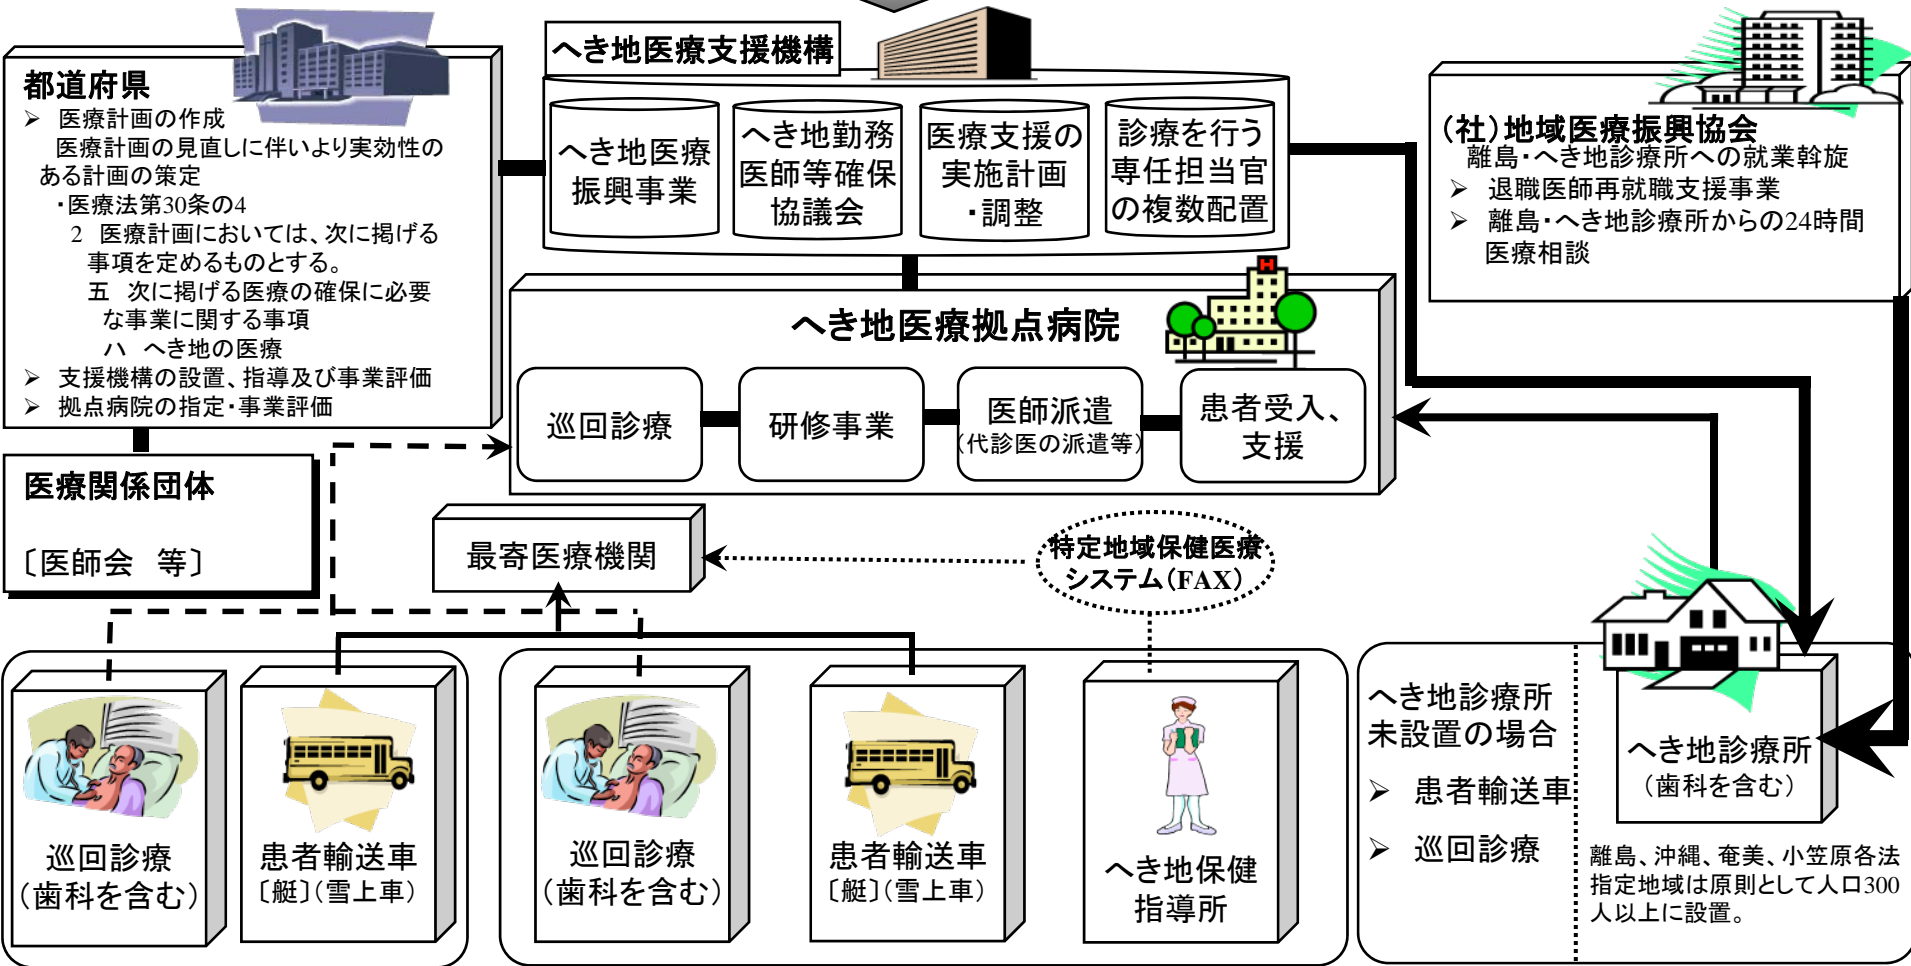 都道府県
➢ 医療計画の作成
医療計画の見直しに伴いより実効性の
ある計画の策定
・医療法第30条の4
2 医療計画においては、次に掲げる
事項を定めるものとする。
五 次に掲げる医療の確保に必要
な事業に関する事項
ハ へき地の医療
➢ 支援機構の設置、指導及び事業評価
➢ 拠点病院の指定・事業評価
医療関係団体
〔医師会 等〕
へき地医療支援機構
へき地医療
振興事業
へき地勤務
医師等確保
協議会
医療支援の
実施計画
・調整
診療を行う
専任担当官
の複数配置
(社)地域医療振興協会
離島・へき地診療所への就業斡旋
➢ 退職医師再就職支援事業
➢ 離島・へき地診療所からの24時間
医療相談
へき地医療拠点病院
H
巡回診療
研修事業
医師派遣
(代診医の派遣等)
患者受入、
支援
最寄医療機関
特定地域保健医療
システム(FAX)
巡回診療
(歯科を含む)
患者輸送車
〔艇〕(雪上車)
巡回診療
(歯科を含む)
患者輸送車
〔艇〕(雪上車)
へき地保健
指導所
へき地診療所
未設置の場合
➢ 患者輸送車
➢ 巡回診療
へき地診療所
(歯科を含む)
離島、沖縄、奄美、小笠原各法
指定地域は原則として人口300
人以上に設置。